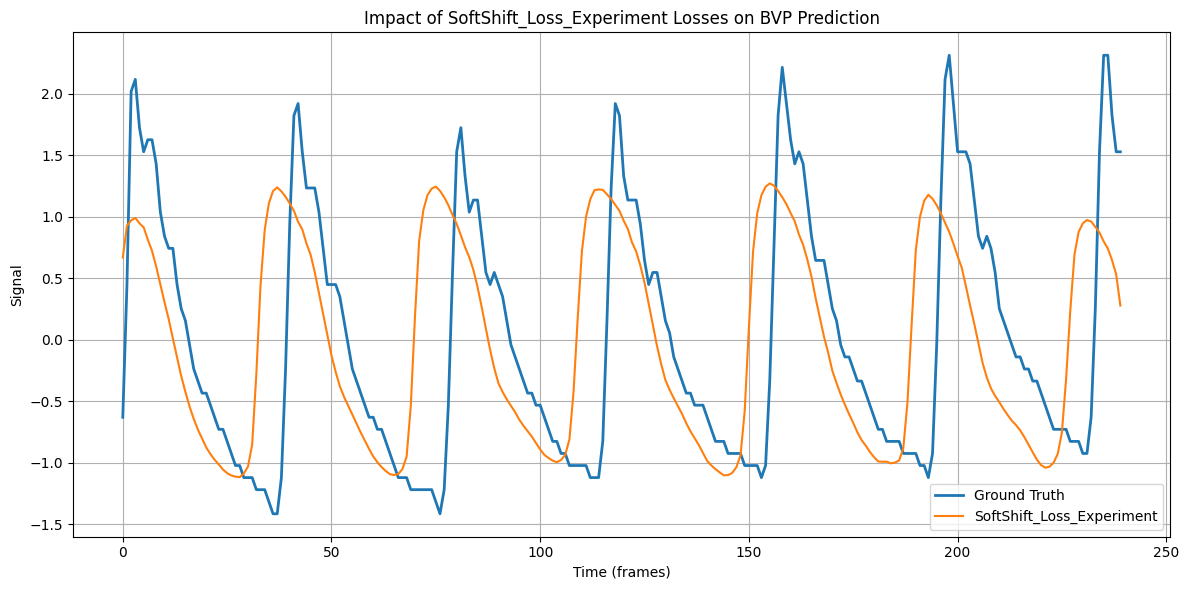 Impact of SoftShift_Loss_Experiment Losses on BVP Prediction
Signal
2.0
1.5
1.0
0.5
0.0
−0.5
−1.0
−1.5
0
50
100
150
200
250
Time (frames)
Ground Truth
SoftShift_Loss_Experiment